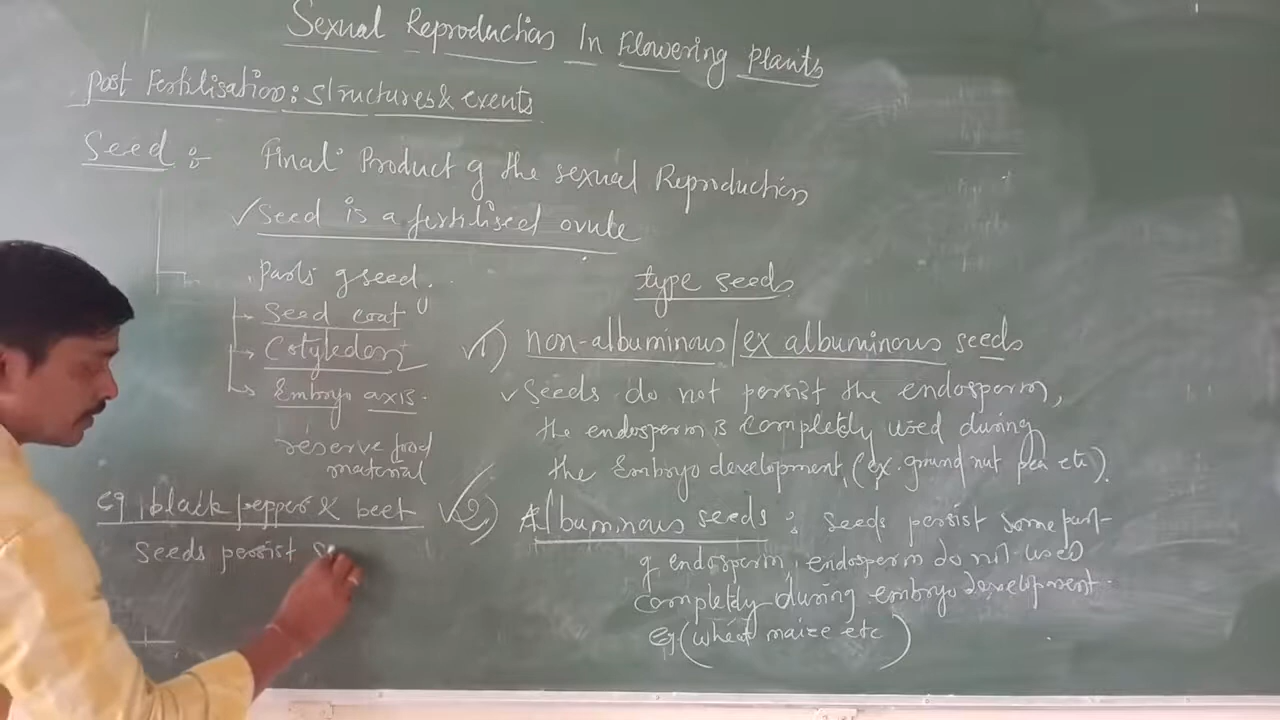 Sexual Reproduction In Flowering Plants
post Fertilisation: structures & events
Seed :- Final Product of the sexual Reproduction
✓ Seed is a fertilised ovule
parts of seed.
Seed coat
Cotyledons
Embryo axis.
reserve food
material
eg black pepper & beet
seeds persist
type seeds
1) non-albuminous/ex albuminous seeds
✓ Seeds do not persist the endosperm,
the endosperm is completely used during
the Embryo development, (ex. ground nut pea etc).
2) Albuminous seeds : seeds persist some part
of endosperm, endosperm do not used
completely during embryo development.
eg (wheat maize etc)